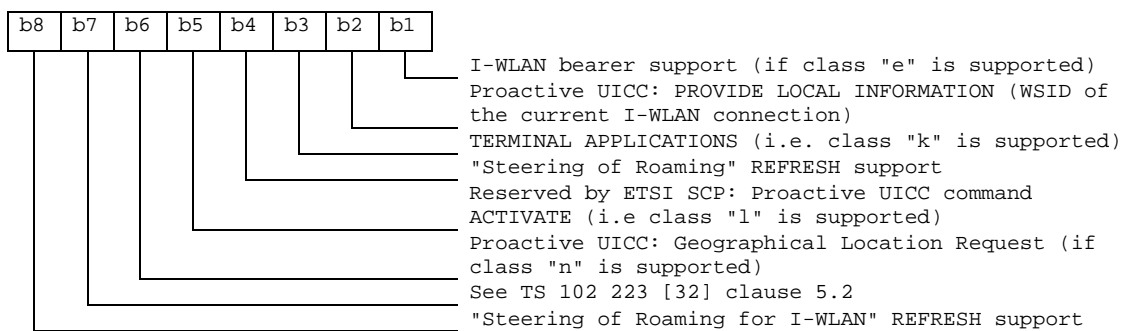 b8 b7 b6 b5 b4 b3 b2 b1
I-WLAN bearer support (if class "e" is supported)
Proactive UICC: PROVIDE LOCAL INFORMATION (WSID of
the current I-WLAN connection)
TERMINAL APPLICATIONS (i.e. class "k" is supported)
"Steering of Roaming" REFRESH support
Reserved by ETSI SCP: Proactive UICC command
ACTIVATE (i.e class "l" is supported)
Proactive UICC: Geographical Location Request (if
class "n" is supported)
See TS 102 223 [32] clause 5.2
"Steering of Roaming for I-WLAN" REFRESH support